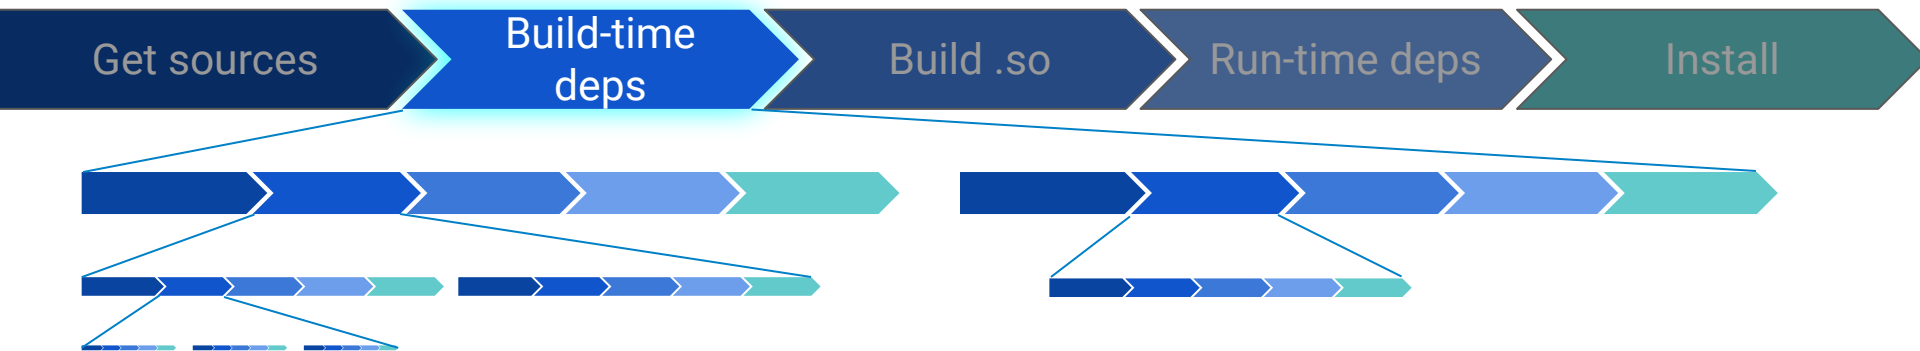 Get sources
Build-time
deps
Build .so
Run-time deps
Install